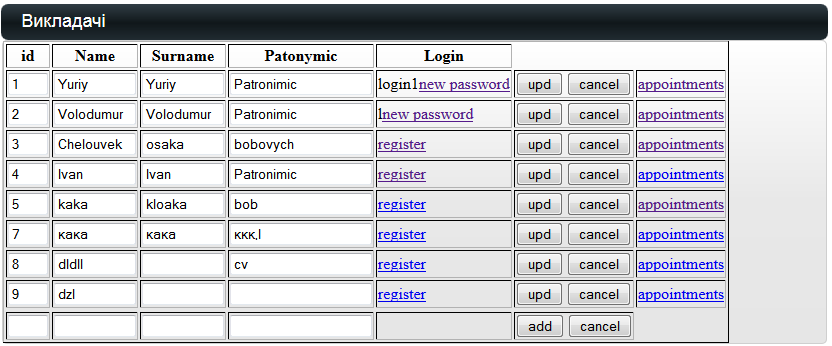 Викладачі
id Name Surname Patonymic Login
1 Yuriy Yuriy Patronimic login1new password upd cancel appointments
2 Volodumur Volodumur Patronimic lnew password upd cancel appointments
3 Chelouvek osaka bobovych register upd cancel appointments
4 Ivan Ivan Patronimic register upd cancel appointments
5 kaka kloaka bob register upd cancel appointments
7 кака кака ккк,l register upd cancel appointments
8 dldll cv register upd cancel appointments
9 dzl register upd cancel appointments
add cancel